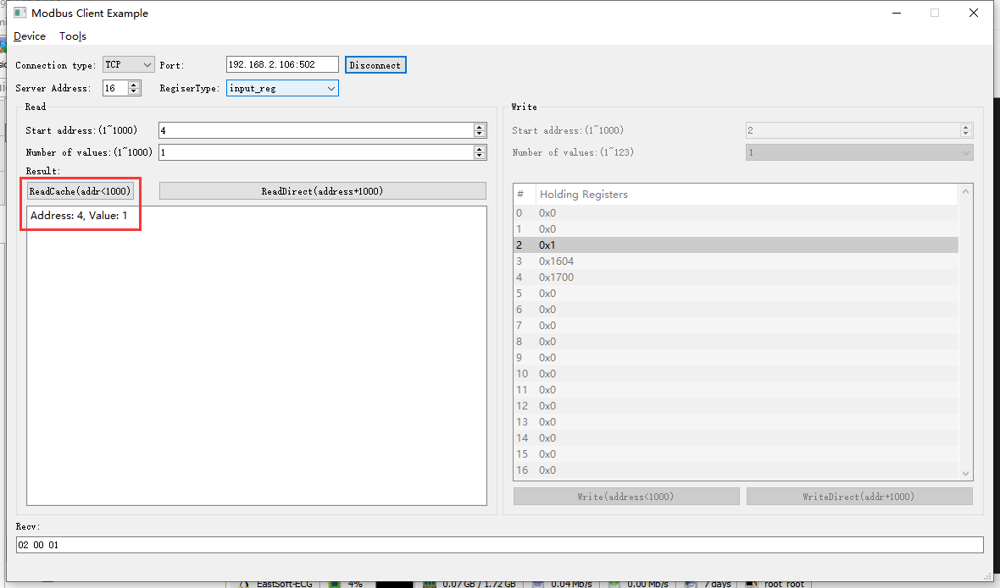 Modbus Client Example
Device Tools
Connection type: TCP Port: 192.168.2.106:502 Disconnect
Server Address: 16 RegiserType: input_reg
Read
Start address:(1~1000) 4
Number of values:(1~1000) 1
Result:
ReadCache(addr<1000) ReadDirect(address+1000)
Address: 4, Value: 1
Write
Start address:(1~1000) 2
Number of values:(1~123) 1
# Holding Registers
0 0x0
1 0x0
2 0x1
3 0x1604
4 0x1700
5 0x0
6 0x0
7 0x0
8 0x0
9 0x0
10 0x0
11 0x0
12 0x0
13 0x0
14 0x0
15 0x0
16 0x0
Write(address<1000) WriteDirect(addr+1000)
Recv:
02 00 01
EastSoft-ECG 4% 0.07 GB / 1.72 GB 0.04 Mb/s 0.00 Mb/s 7 days root root